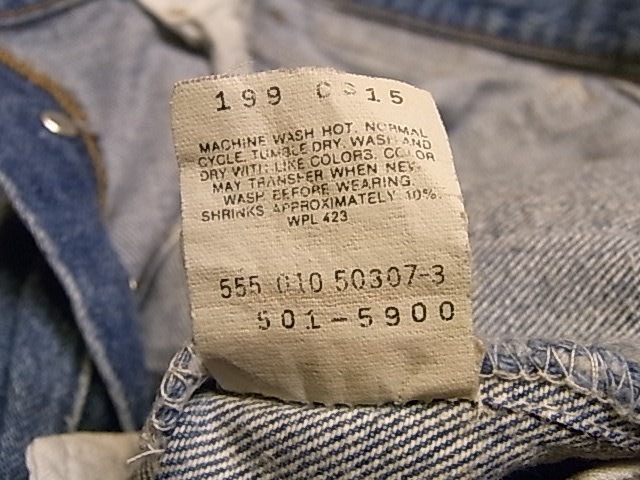 199 0315
MACHINE WASH HOT, NORMAL
CYCLE. TUMBLE DRY. WASH AND
DRY WITH LIKE COLORS. COLOR
MAY TRANSFER WHEN NEW.
WASH BEFORE WEARING.
SHRINKS APPROXIMATELY 10%.
WPL 423
555 010 50307-3
501-5900